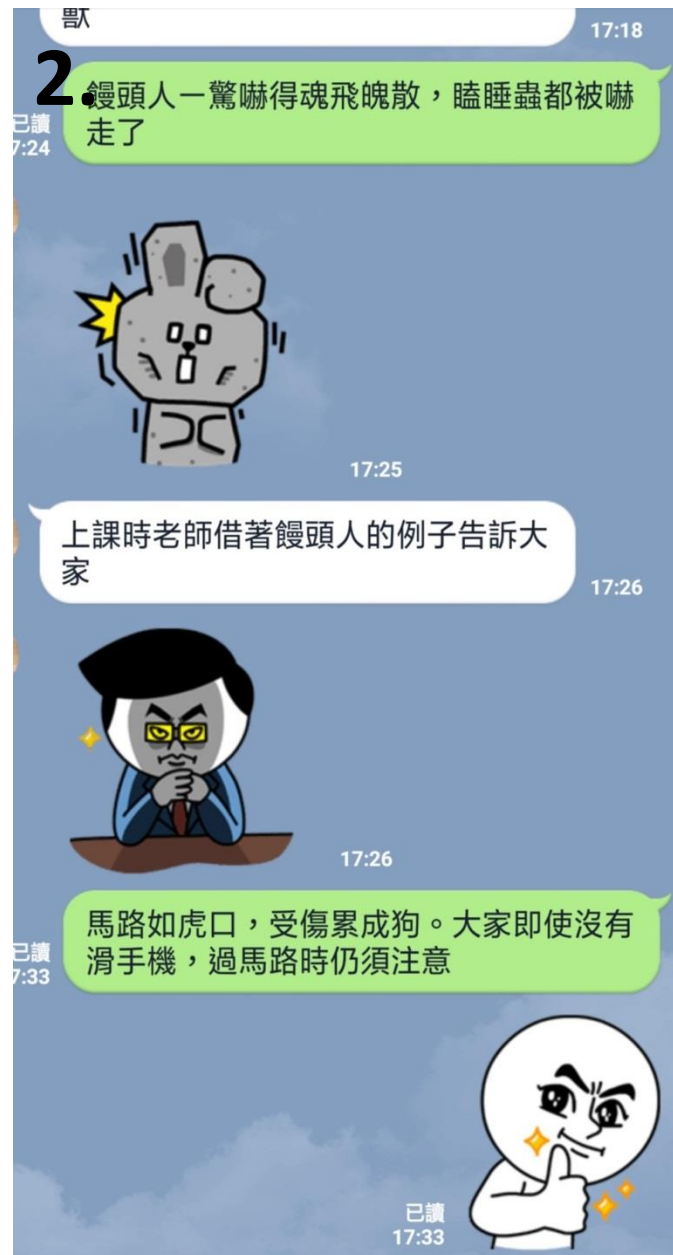 獸
17:18
2.
饅頭人一驚嚇得魂飛魄散,瞌睡蟲都被嚇
走了
已讀
7:24
17:25
上課時老師借著饅頭人的例子告訴大
家
17:26
17:26
馬路如虎口,受傷累成狗。大家即使沒有
滑手機,過馬路時仍須注意
已讀
7:33
已讀
17:33